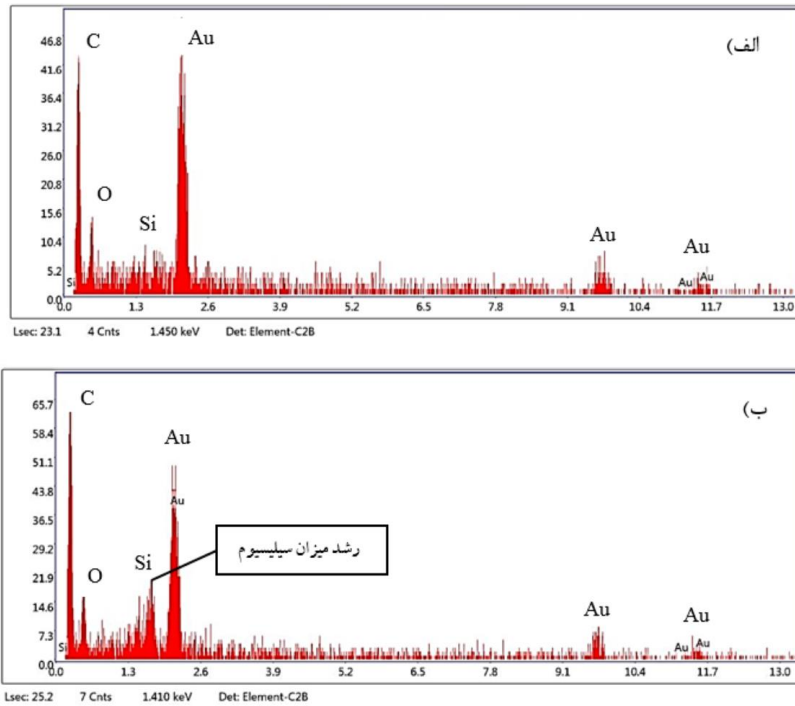 الف)
46.8
41.6
36.4
31.2
26.0
20.8
15.6
10.4
5.2
0.0
C
O
Si
Au
Au
Au
Si
Au
Au
0.0 1.3 2.6 3.9 5.2 6.5 7.8 9.1 10.4 11.7 13.0
Lsec: 23.1 4 Cnts 1.450 keV Det: Element-C2B
ب)
65.7
58.4
51.1
43.8
36.5
29.2
21.9
14.6
7.3
0.0
C
O
Si
Au
Au
رشد میزان سیلیسیوم
Au
Au
Si
Au
Au
0.0 1.3 2.6 3.9 5.2 6.5 7.8 9.1 10.4 11.7 13.0
Lsec: 25.2 7 Cnts 1.410 keV Det: Element-C2B